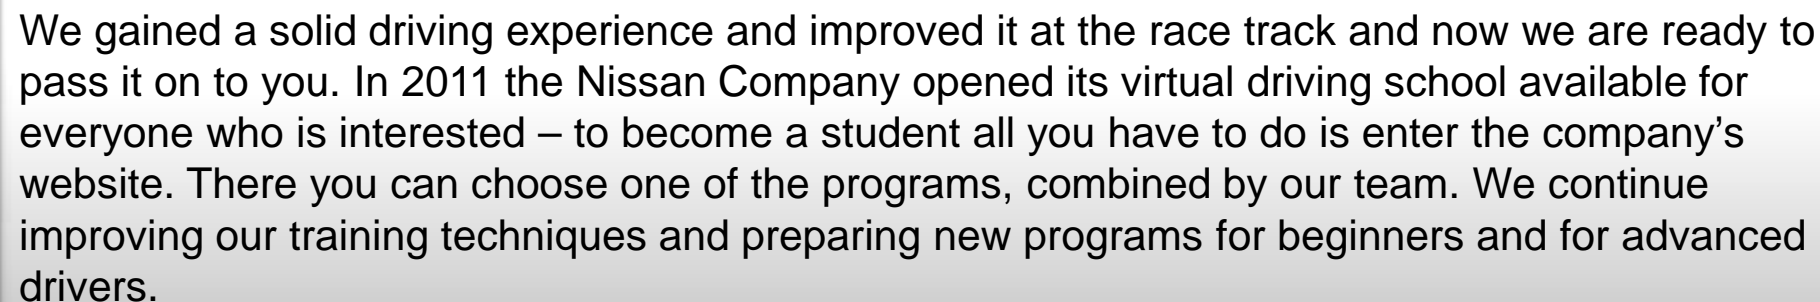 We gained a solid driving experience and improved it at the race track and now we are ready to
pass it on to you. In 2011 the Nissan Company opened its virtual driving school available for
everyone who is interested – to become a student all you have to do is enter the company’s
website. There you can choose one of the programs, combined by our team. We continue
improving our training techniques and preparing new programs for beginners and for advanced
drivers.